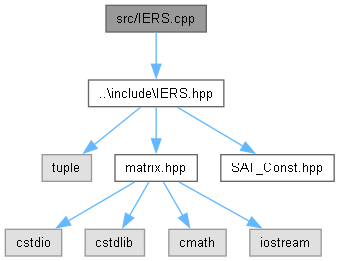 src/IERS.cpp
..\include\IERS.hpp
tuple
matrix.hpp
SAT_Const.hpp
cstdio
cstdlib
cmath
iostream